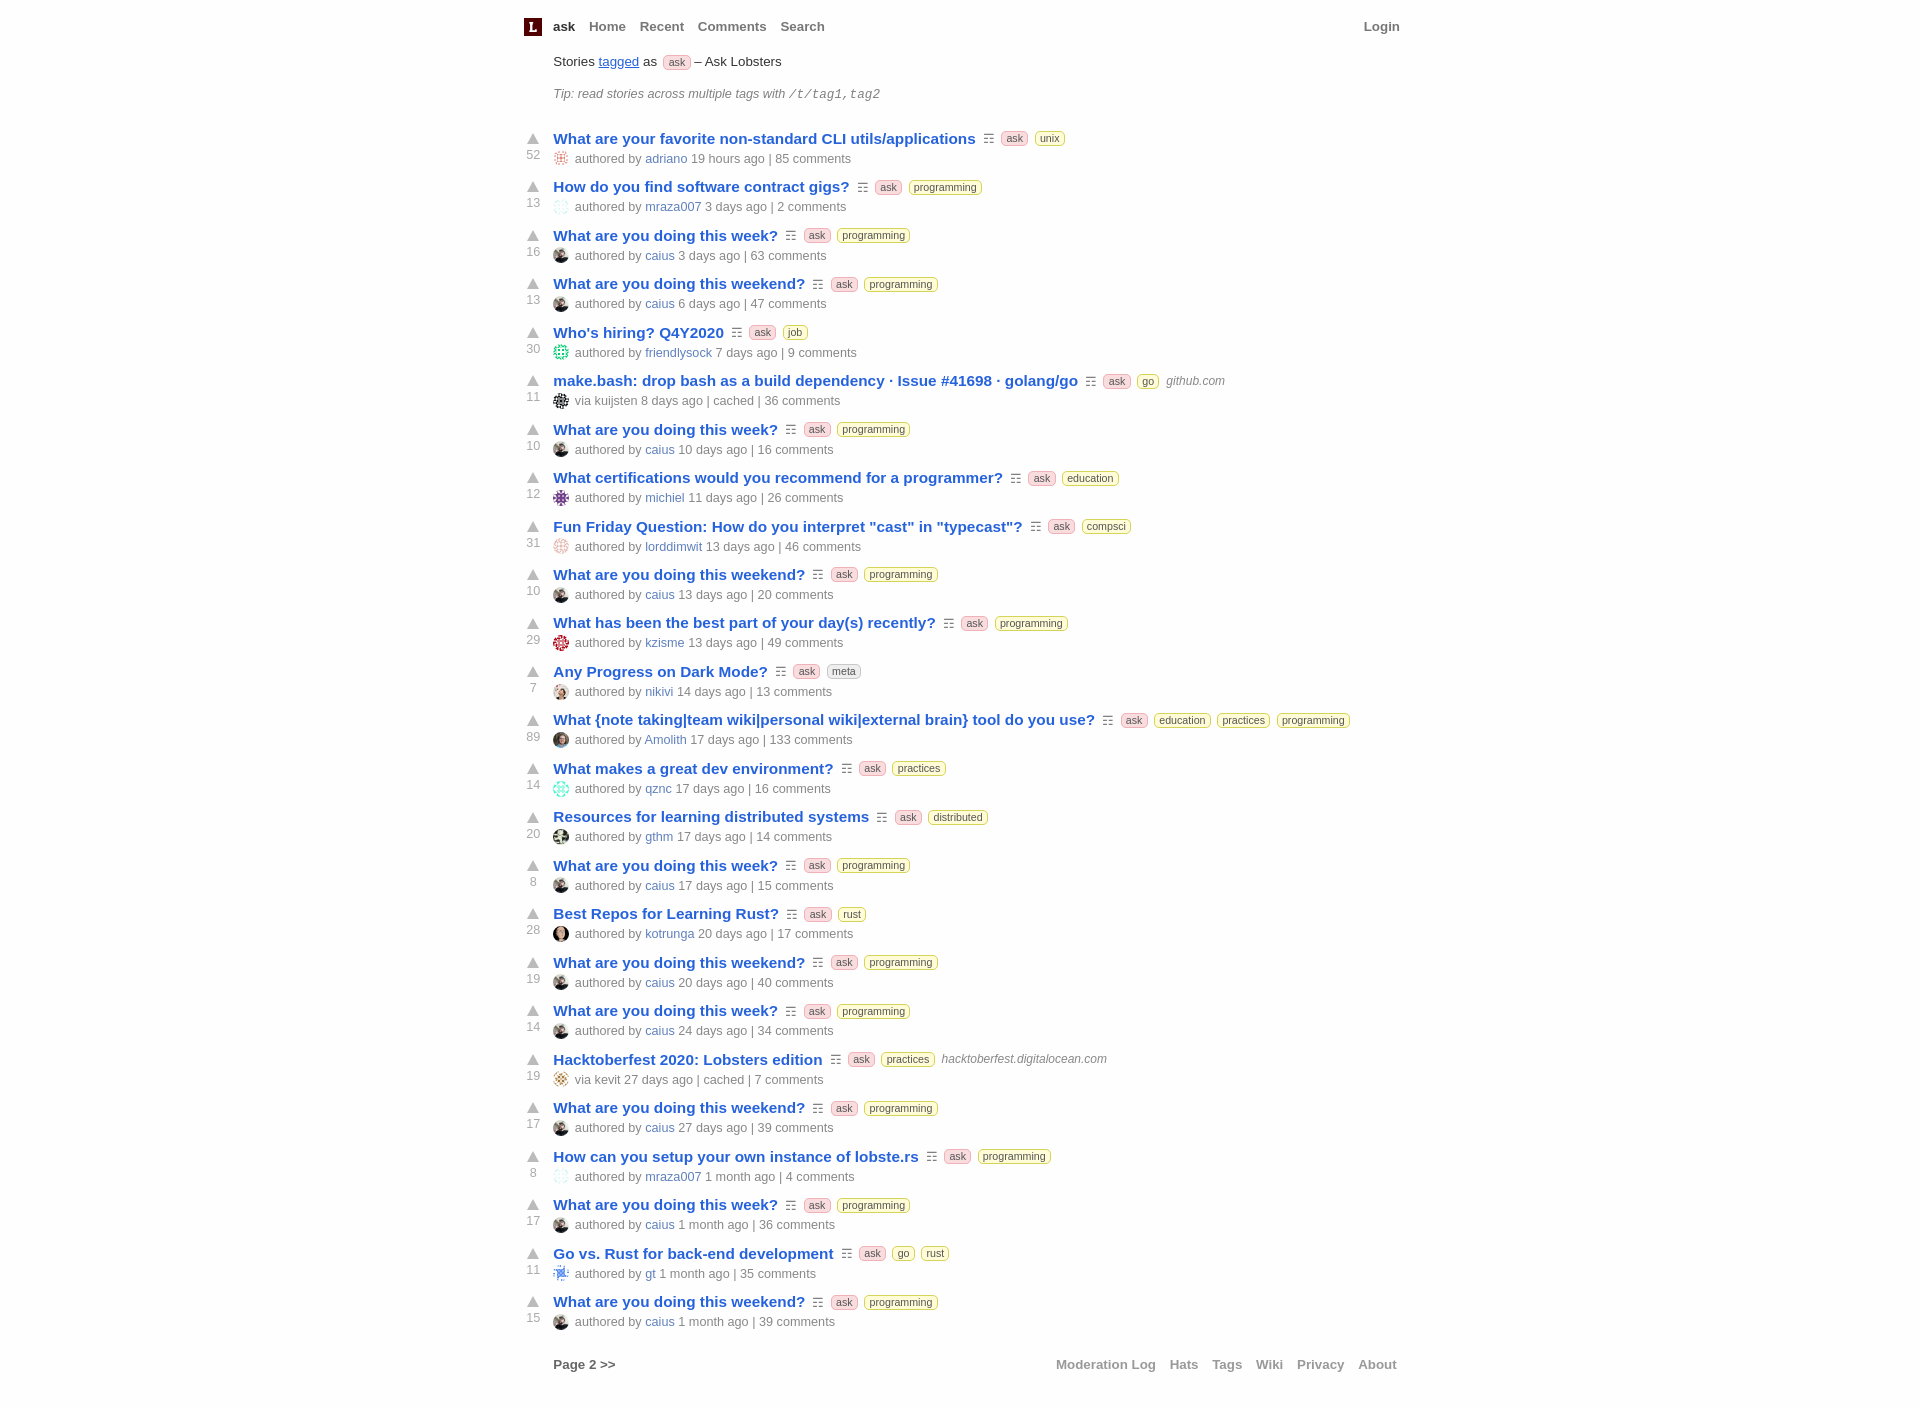 L ask Home Recent Comments Search Login
Stories tagged as ask – Ask Lobsters
Tip: read stories across multiple tags with /t/tag1,tag2
What are your favorite non-standard CLI utils/applications ☶ ask unix
52 authored by adriano 19 hours ago | 85 comments
How do you find software contract gigs? ☶ ask programming
13 authored by mraza007 3 days ago | 2 comments
What are you doing this week? ☶ ask programming
16 authored by caius 3 days ago | 63 comments
What are you doing this weekend? ☶ ask programming
13 authored by caius 6 days ago | 47 comments
Who's hiring? Q4Y2020 ☶ ask job
30 authored by friendlysock 7 days ago | 9 comments
make.bash: drop bash as a build dependency · Issue #41698 · golang/go ☶ ask go github.com
11 via kuijsten 8 days ago | cached | 36 comments
What are you doing this week? ☶ ask programming
10 authored by caius 10 days ago | 16 comments
What certifications would you recommend for a programmer? ☶ ask education
12 authored by michiel 11 days ago | 26 comments
Fun Friday Question: How do you interpret "cast" in "typecast"? ☶ ask compsci
31 authored by lorddimwit 13 days ago | 46 comments
What are you doing this weekend? ☶ ask programming
10 authored by caius 13 days ago | 20 comments
What has been the best part of your day(s) recently? ☶ ask programming
29 authored by kzisme 13 days ago | 49 comments
Any Progress on Dark Mode? ☶ ask meta
7 authored by nikivi 14 days ago | 13 comments
What {note taking|team wiki|personal wiki|external brain} tool do you use? ☶ ask education practices programming
89 authored by Amolith 17 days ago | 133 comments
What makes a great dev environment? ☶ ask practices
14 authored by qznc 17 days ago | 16 comments
Resources for learning distributed systems ☶ ask distributed
20 authored by gthm 17 days ago | 14 comments
What are you doing this week? ☶ ask programming
8 authored by caius 17 days ago | 15 comments
Best Repos for Learning Rust? ☶ ask rust
28 authored by kotrunga 20 days ago | 17 comments
What are you doing this weekend? ☶ ask programming
19 authored by caius 20 days ago | 40 comments
What are you doing this week? ☶ ask programming
14 authored by caius 24 days ago | 34 comments
Hacktoberfest 2020: Lobsters edition ☶ ask practices hacktoberfest.digitalocean.com
19 via kevit 27 days ago | cached | 7 comments
What are you doing this weekend? ☶ ask programming
17 authored by caius 27 days ago | 39 comments
How can you setup your own instance of lobste.rs ☶ ask programming
8 authored by mraza007 1 month ago | 4 comments
What are you doing this week? ☶ ask programming
17 authored by caius 1 month ago | 36 comments
Go vs. Rust for back-end development ☶ ask go rust
11 authored by gt 1 month ago | 35 comments
What are you doing this weekend? ☶ ask programming
15 authored by caius 1 month ago | 39 comments
Page 2 >> Moderation Log Hats Tags Wiki Privacy About